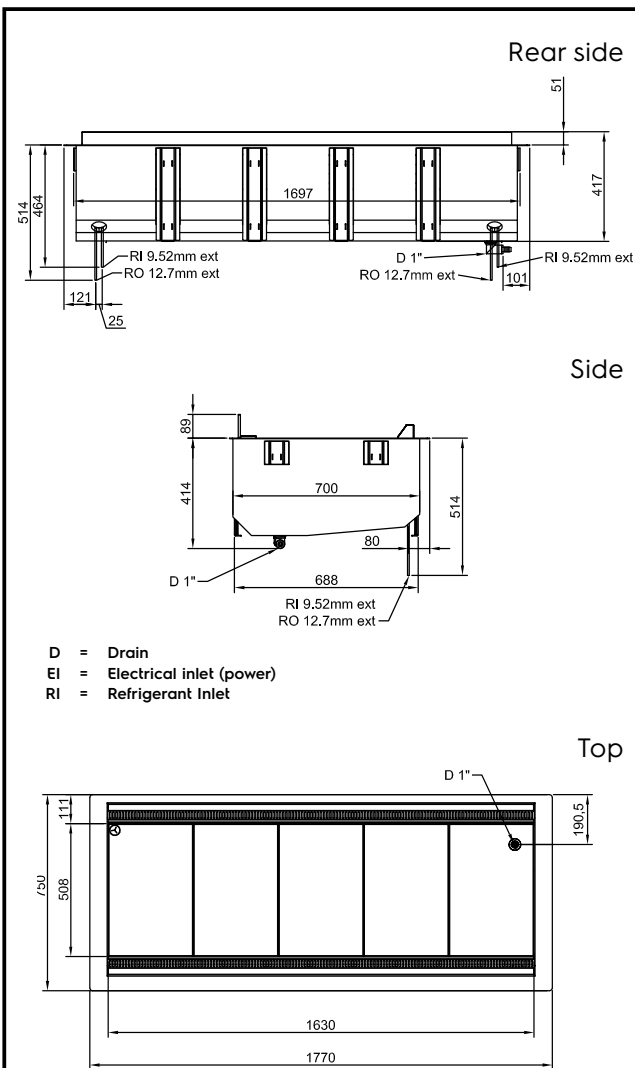 Rear side
51
417
1697
514
464
RI 9.52mm ext
RO 12.7mm ext
D 1"
RI 9.52mm ext
RO 12.7mm ext
121
101
25
Side
89
414
700
514
80
D 1"
688
RI 9.52mm ext
RO 12.7mm ext
D = Drain
EI = Electrical inlet (power)
RI = Refrigerant Inlet
Top
D 1"
111
190,5
750
508
1630
1770